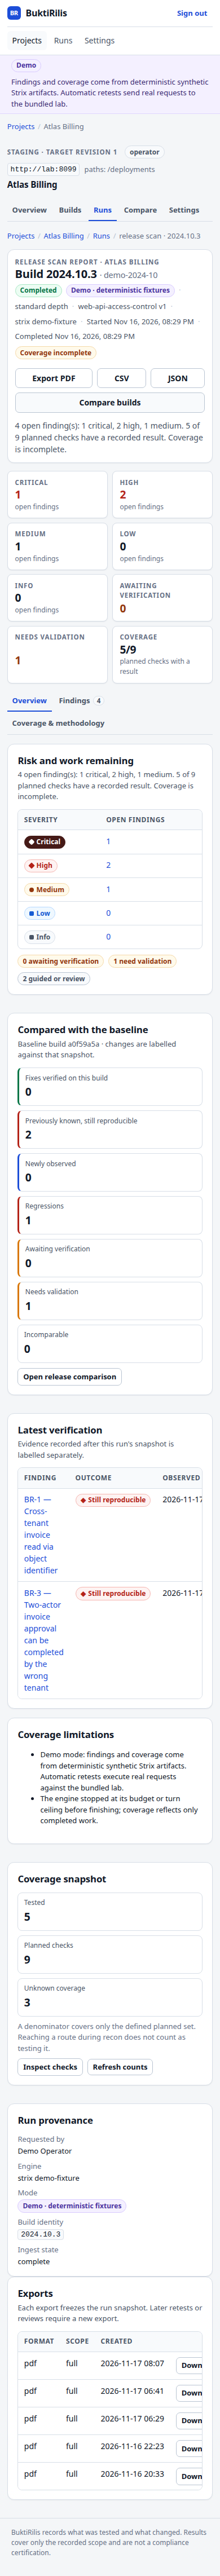 BR BuktiRilis Sign out
Projects Runs Settings
Demo
Findings and coverage come from deterministic synthetic
Strix artifacts. Automatic retests send real requests to
the bundled lab.
Projects / Atlas Billing
STAGING · TARGET REVISION 1 operator
http://lab:8099 paths: /deployments
Atlas Billing
Overview Builds Runs Compare Settings
Projects / Atlas Billing / Runs / release scan · 2024.10.3
RELEASE SCAN REPORT · ATLAS BILLING
Build 2024.10.3 · demo-2024-10
Completed Demo · deterministic fixtures ·
standard depth · web-api-access-control v1 ·
strix demo-fixture · Started Nov 16, 2026, 08:29 PM ·
Completed Nov 16, 2026, 08:29 PM
Coverage incomplete
Export PDF CSV JSON
Compare builds
4 open finding(s): 1 critical, 2 high, 1 medium. 5 of
9 planned checks have a recorded result. Coverage
is incomplete.
CRITICAL
1
open findings
HIGH
2
open findings
MEDIUM
1
open findings
LOW
0
open findings
INFO
0
open findings
AWAITING
VERIFICATION
0
NEEDS VALIDATION
1
COVERAGE
5/9
planned checks with a
result
Overview Findings 4
Coverage & methodology
Risk and work remaining
4 open finding(s): 1 critical, 2 high, 1 medium. 5 of 9
planned checks have a recorded result. Coverage is
incomplete.
SEVERITY OPEN FINDINGS
Critical 1
High 2
Medium 1
Low 0
Info 0
0 awaiting verification 1 need validation
2 guided or review
Compared with the baseline
Baseline build a0f59a5a · changes are labelled
against that snapshot.
Fixes verified on this build
0
Previously known, still reproducible
2
Newly observed
0
Regressions
1
Awaiting verification
0
Needs validation
1
Incomparable
0
Open release comparison
Latest verification
Evidence recorded after this run's snapshot is
labelled separately.
FINDING OUTCOME OBSERVED
BR-1 — Still reproducible 2026-11-17
Cross-
tenant
invoice
read via
object
identifier
BR-3 — Still reproducible 2026-11-17
Two-actor
invoice
approval
can be
completed
by the
wrong
tenant
Coverage limitations
• Demo mode: findings and coverage come
from deterministic synthetic Strix artifacts.
Automatic retests execute real requests
against the bundled lab.
• The engine stopped at its budget or turn
ceiling before finishing; coverage reflects only
completed work.
Coverage snapshot
Tested
5
Planned checks
9
Unknown coverage
3
A denominator covers only the defined planned set.
Reaching a route during recon does not count as
testing it.
Inspect checks Refresh counts
Run provenance
Requested by
Demo Operator
Engine
strix demo-fixture
Mode
Demo · deterministic fixtures
Build identity
2024.10.3
Ingest state
complete
Exports
Each export freezes the run snapshot. Later retests or
reviews require a new export.
FORMAT SCOPE CREATED
pdf full 2026-11-17 08:07 Down
pdf full 2026-11-17 06:41 Down
pdf full 2026-11-17 06:29 Down
pdf full 2026-11-16 22:23 Down
pdf full 2026-11-16 20:33 Down
BuktiRilis records what was tested and what changed. Results
cover only the recorded scope and are not a compliance
certification.